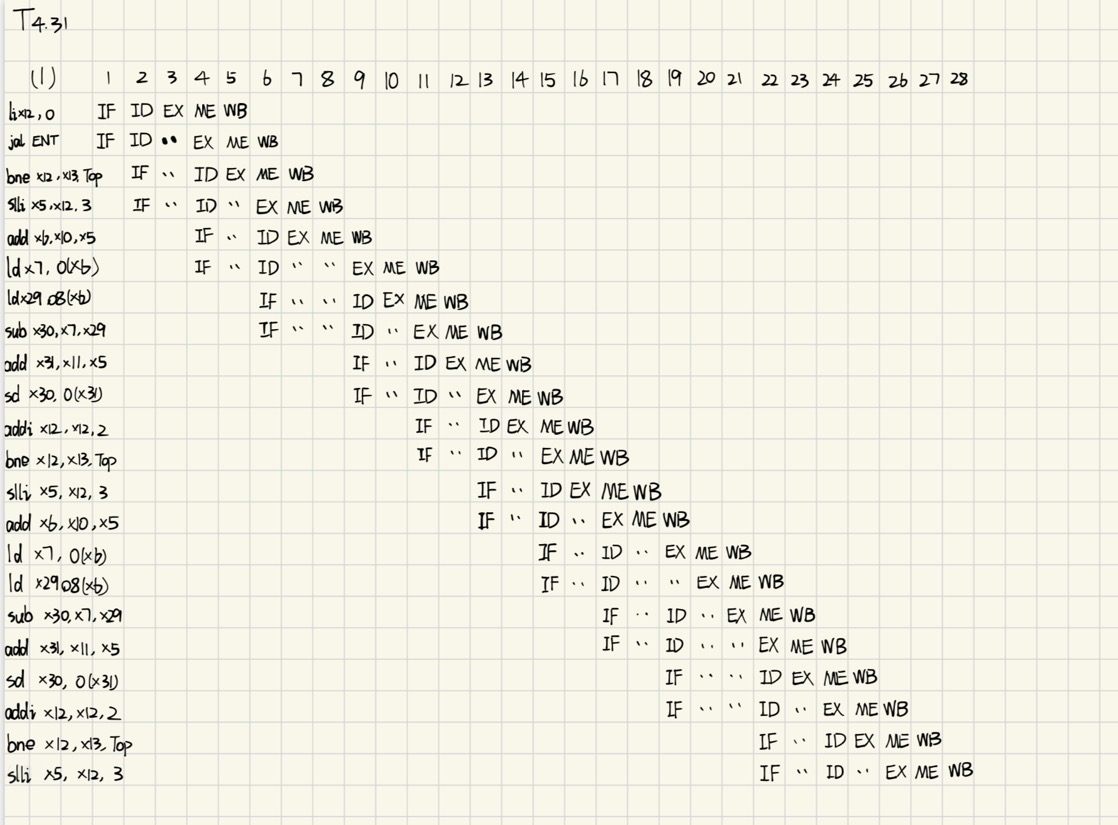 T4.31
(1) 1 2 3 4 5 6 7 8 9 10 11 12 13 14 15 16 17 18 19 20 21 22 23 24 25 26 27 28
li x12, 0 IF ID EX ME WB
jal ENT IF ID •• EX ME WB
bne x12, x13, Top IF •• ID EX ME WB
slli x5, x12, 3 IF •• ID •• EX ME WB
add x6, x10, x5 IF •• ID EX ME WB
ld x7, 0(x6) IF •• ID •• •• EX ME WB
ld x29, 08(x6) IF •• •• ID EX ME WB
sub x30, x7, x29 IF •• •• ID •• EX ME WB
add x31, x11, x5 IF •• ID EX ME WB
sd x30, 0(x31) IF •• ID •• EX ME WB
addi x12, x12, 2 IF •• ID EX ME WB
bne x12, x13, Top IF •• ID •• EX ME WB
slli x5, x12, 3 IF •• ID EX ME WB
add x6, x10, x5 IF •• ID •• EX ME WB
ld x7, 0(x6) IF •• ID •• EX ME WB
ld x29 08(x6) IF •• ID •• •• EX ME WB
sub x30, x7, x29 IF •• ID •• EX ME WB
add x31, x11, x5 IF •• ID •• •• EX ME WB
sd x30, 0(x31) IF •• •• ID EX ME WB
addi x12, x12, 2 IF •• •• ID •• EX ME WB
bne x12, x13, Top IF •• ID EX ME WB
slli x5, x12, 3 IF •• ID •• EX ME WB